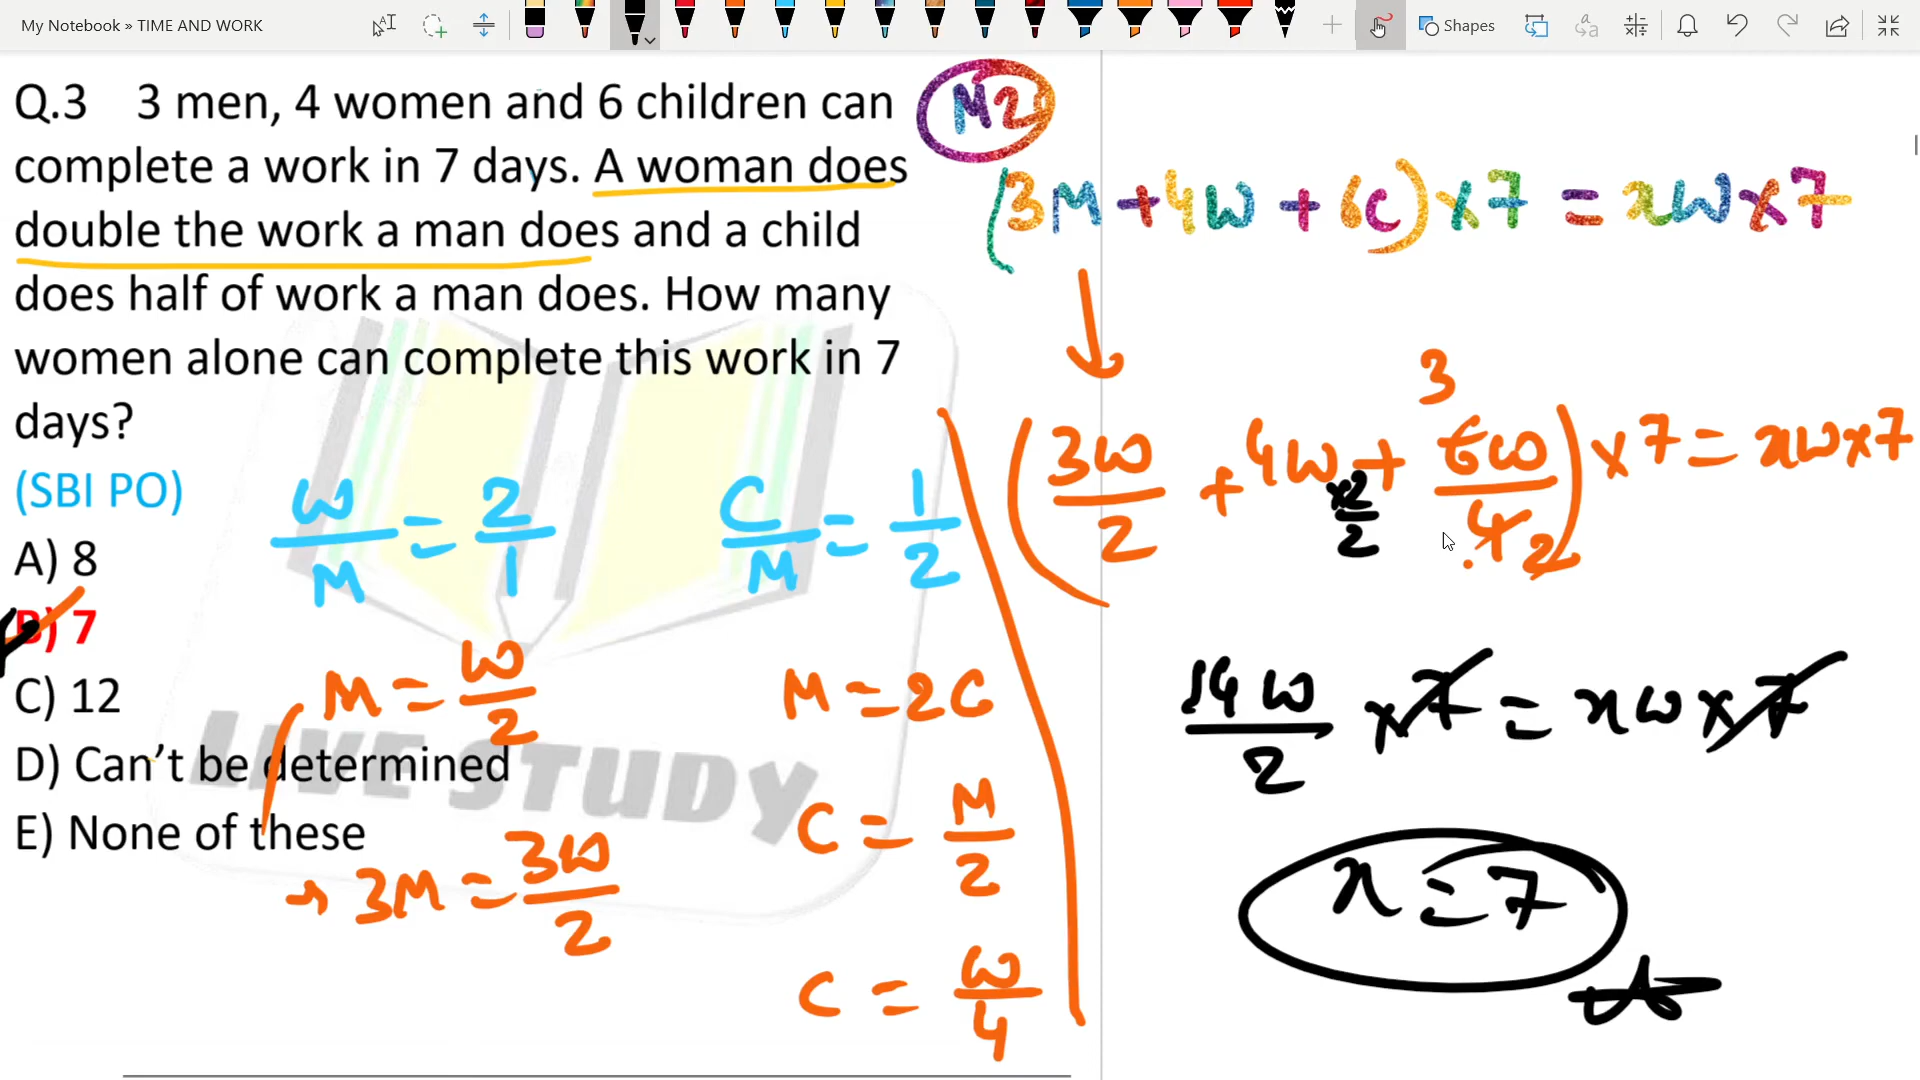 My Notebook » TIME AND WORK
Shapes
Q.3 3 men, 4 women and 6 children can
complete a work in 7 days. A woman does
double the work a man does and a child
does half of work a man does. How many
women alone can complete this work in 7
days?
(SBI PO)
A) 8
B) 7
C) 12
D) Can't be determined
E) None of these
LIVE STUDY
W/M = 2/1
C/M = 1/2
M = W/2
M = 2C
C = M/2
→ 3M = 3W/2
C = W/4
M2
(3M + 4W + 6C) x 7 = xW x 7
3
(3W/2 + 4W x2/2 + 6W/4 2) x 7 = xW x 7
14W/2 x 7 = xW x 7
x = 7